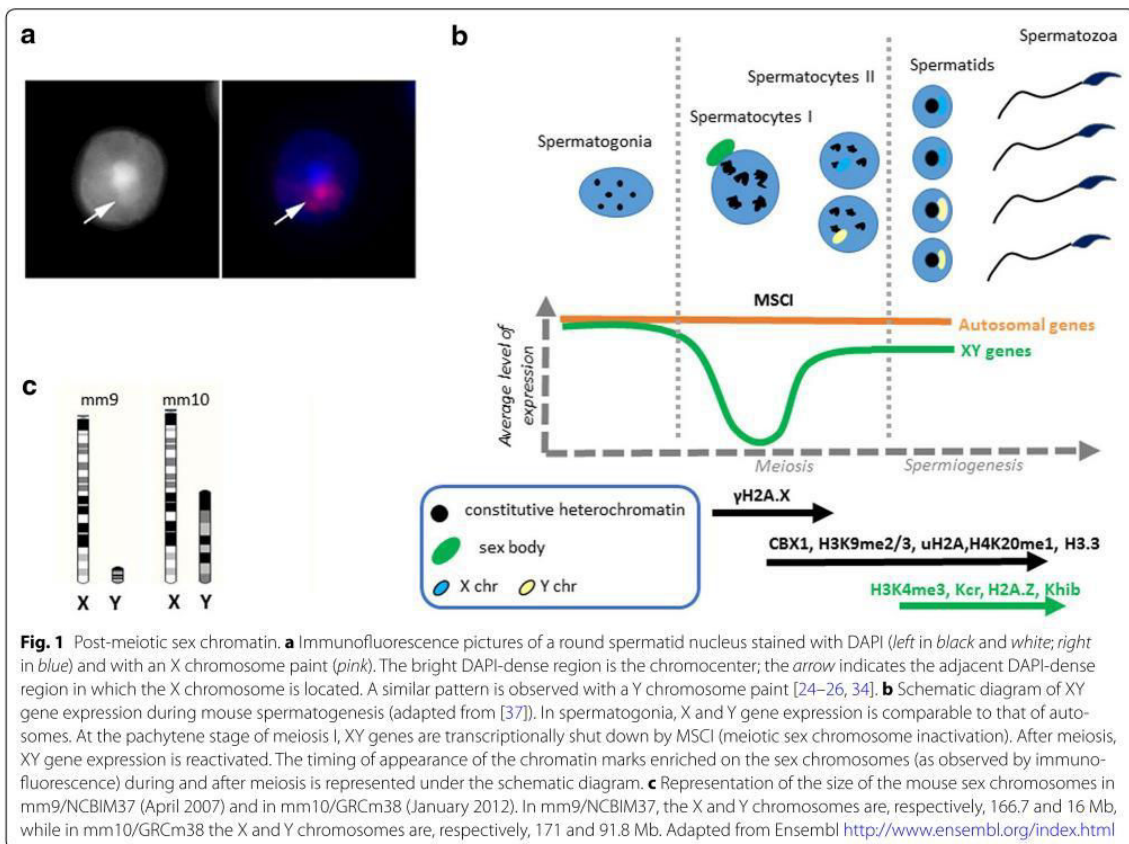 a
b
Spermatozoa
Spermatids
Spermatocytes II
Spermatocytes I
Spermatogonia
MSCI
Autosomal genes
XY genes
Average level of
expression
Meiosis
Spermiogenesis
c
mm9
mm10
X
Y
X
Y
constitutive heterochromatin
sex body
X chr
Y chr
γH2A.X
CBX1, H3K9me2/3, uH2A,H4K20me1, H3.3
H3K4me3, Kcr, H2A.Z, Khib
Fig. 1 Post-meiotic sex chromatin. a Immunofluorescence pictures of a round spermatid nucleus stained with DAPI (left in black and white; right
in blue) and with an X chromosome paint (pink). The bright DAPI-dense region is the chromocenter; the arrow indicates the adjacent DAPI-dense
region in which the X chromosome is located. A similar pattern is observed with a Y chromosome paint [24–26, 34]. b Schematic diagram of XY
gene expression during mouse spermatogenesis (adapted from [37]). In spermatogonia, X and Y gene expression is comparable to that of auto-
somes. At the pachytene stage of meiosis I, XY genes are transcriptionally shut down by MSCI (meiotic sex chromosome inactivation). After meiosis,
XY gene expression is reactivated. The timing of appearance of the chromatin marks enriched on the sex chromosomes (as observed by immuno-
fluorescence) during and after meiosis is represented under the schematic diagram. c Representation of the size of the mouse sex chromosomes in
mm9/NCBIM37 (April 2007) and in mm10/GRCm38 (January 2012). In mm9/NCBIM37, the X and Y chromosomes are, respectively, 166.7 and 16 Mb,
while in mm10/GRCm38 the X and Y chromosomes are, respectively, 171 and 91.8 Mb. Adapted from Ensembl http://www.ensembl.org/index.html